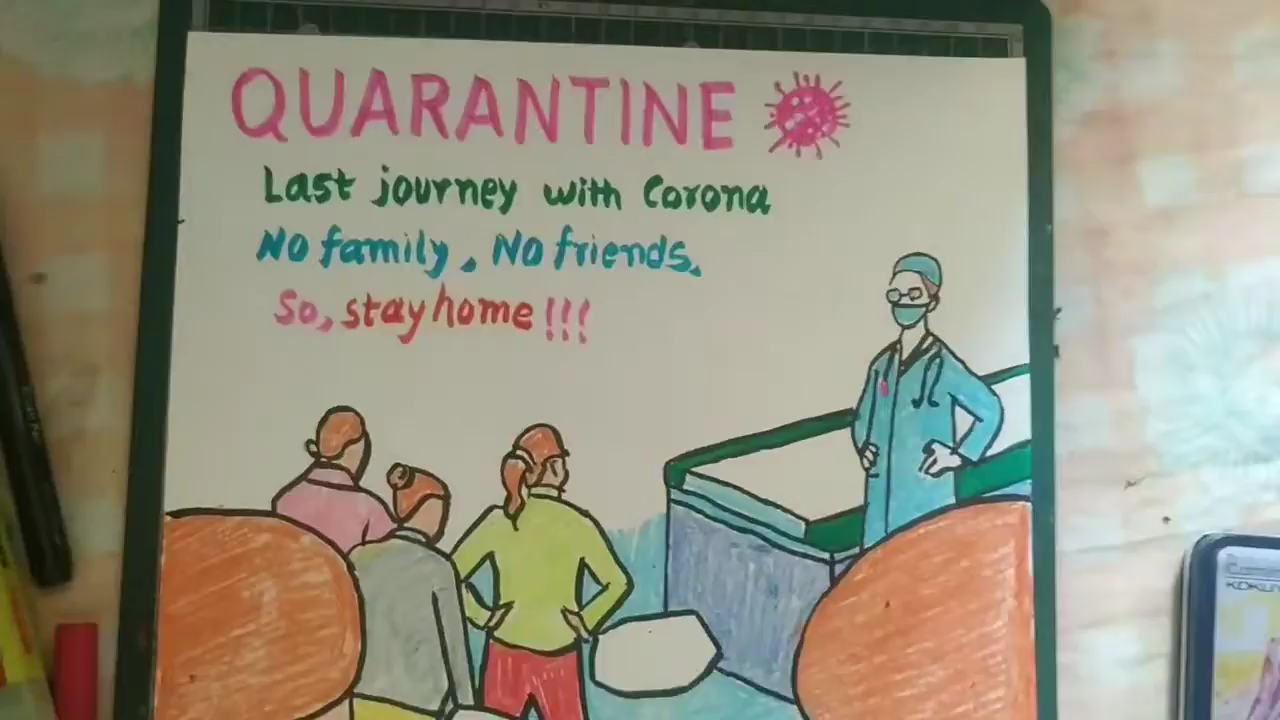 QUARANTINE
Last journey with Corona
No family, No friends,
So, stay home!!!